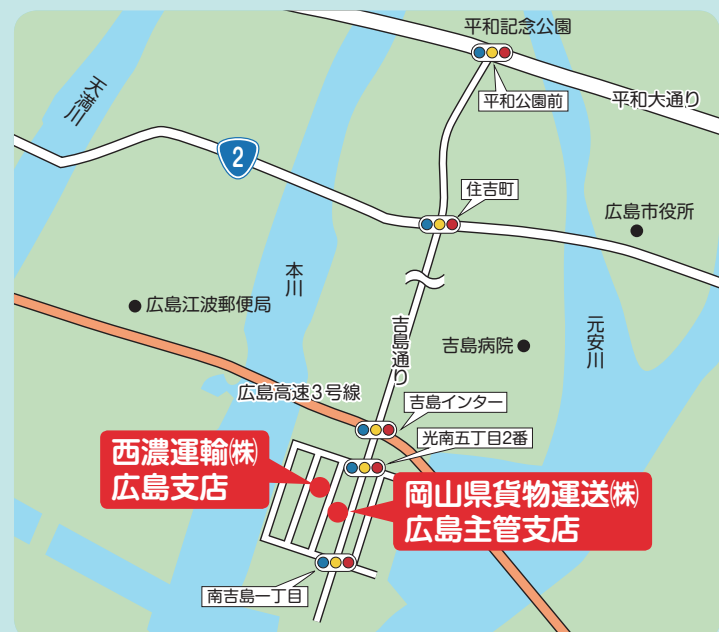 平和記念公園
平和公園前
平和大通り
天満川
2
住吉町
広島市役所
本川
広島江波郵便局
吉島通り
吉島病院
元安川
広島高速3号線
吉島インター
光南五丁目2番
西濃運輸㈱
広島支店
岡山県貨物運送㈱
広島主管支店
南吉島一丁目